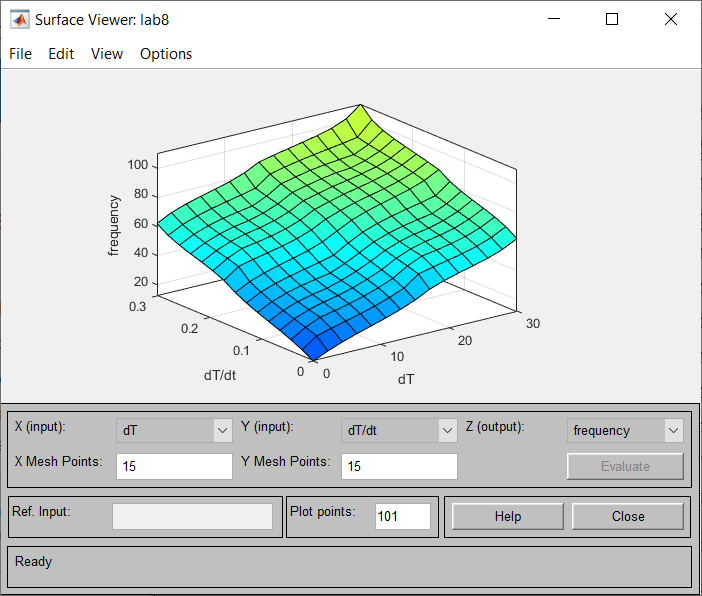 Surface Viewer: lab8
File Edit View Options
100
80
60
40
20
frequency
0.3
0.2
0.1
0
dT/dt
0
10
20
30
dT
X (input): dT Y (input): dT/dt Z (output): frequency
X Mesh Points: 15 Y Mesh Points: 15 Evaluate
Ref. Input: Plot points: 101 Help Close
Ready